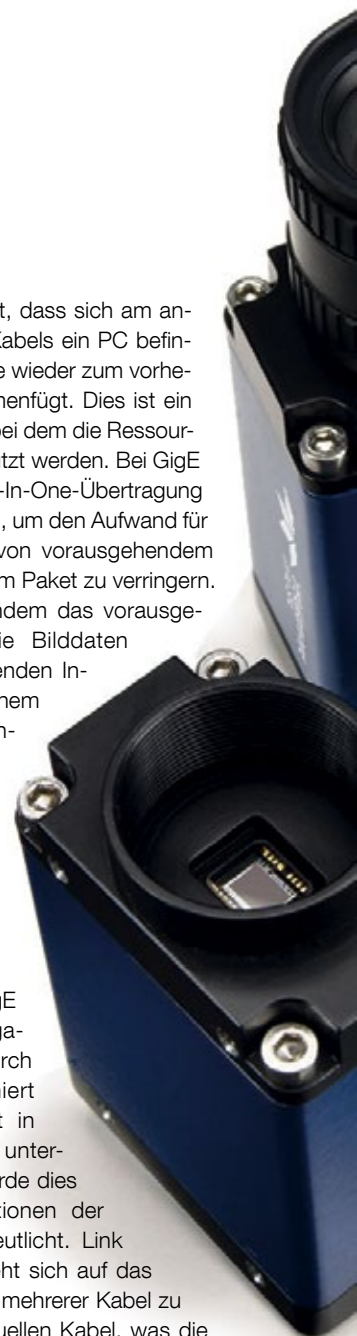 t, dass sich am an-
Kabels ein PC befin-
e wieder zum vorhe-
nenfügt. Dies ist ein
bei dem die Ressour-
utzt werden. Bei GigE
-In-One-Übertragung
, um den Aufwand für
von vorausgehendem
m Paket zu verringern.
ndem das vorausge-
ie Bilddaten
enden In-
nem
n-
gE
ga-
rch
niert
t in
unter-
rde dies
tionen der
eutlicht. Link
eht sich auf das
mehrerer Kabel zu
uellen Kabel, was die